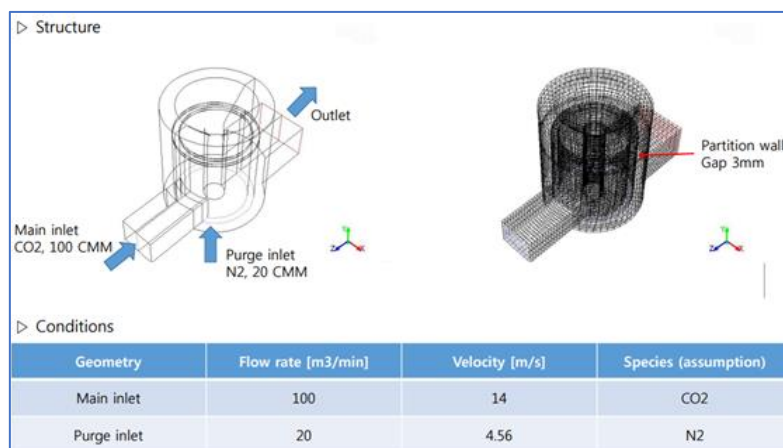 ▷ Structure
Outlet
Partition wall
Gap 3mm
Main inlet
CO2, 100 CMM
Purge inlet
N2, 20 CMM
Y
Z
X
Y
Z
X
▷ Conditions
Geometry Flow rate [m3/min] Velocity [m/s] Species (assumption)
Main inlet 100 14 CO2
Purge inlet 20 4.56 N2